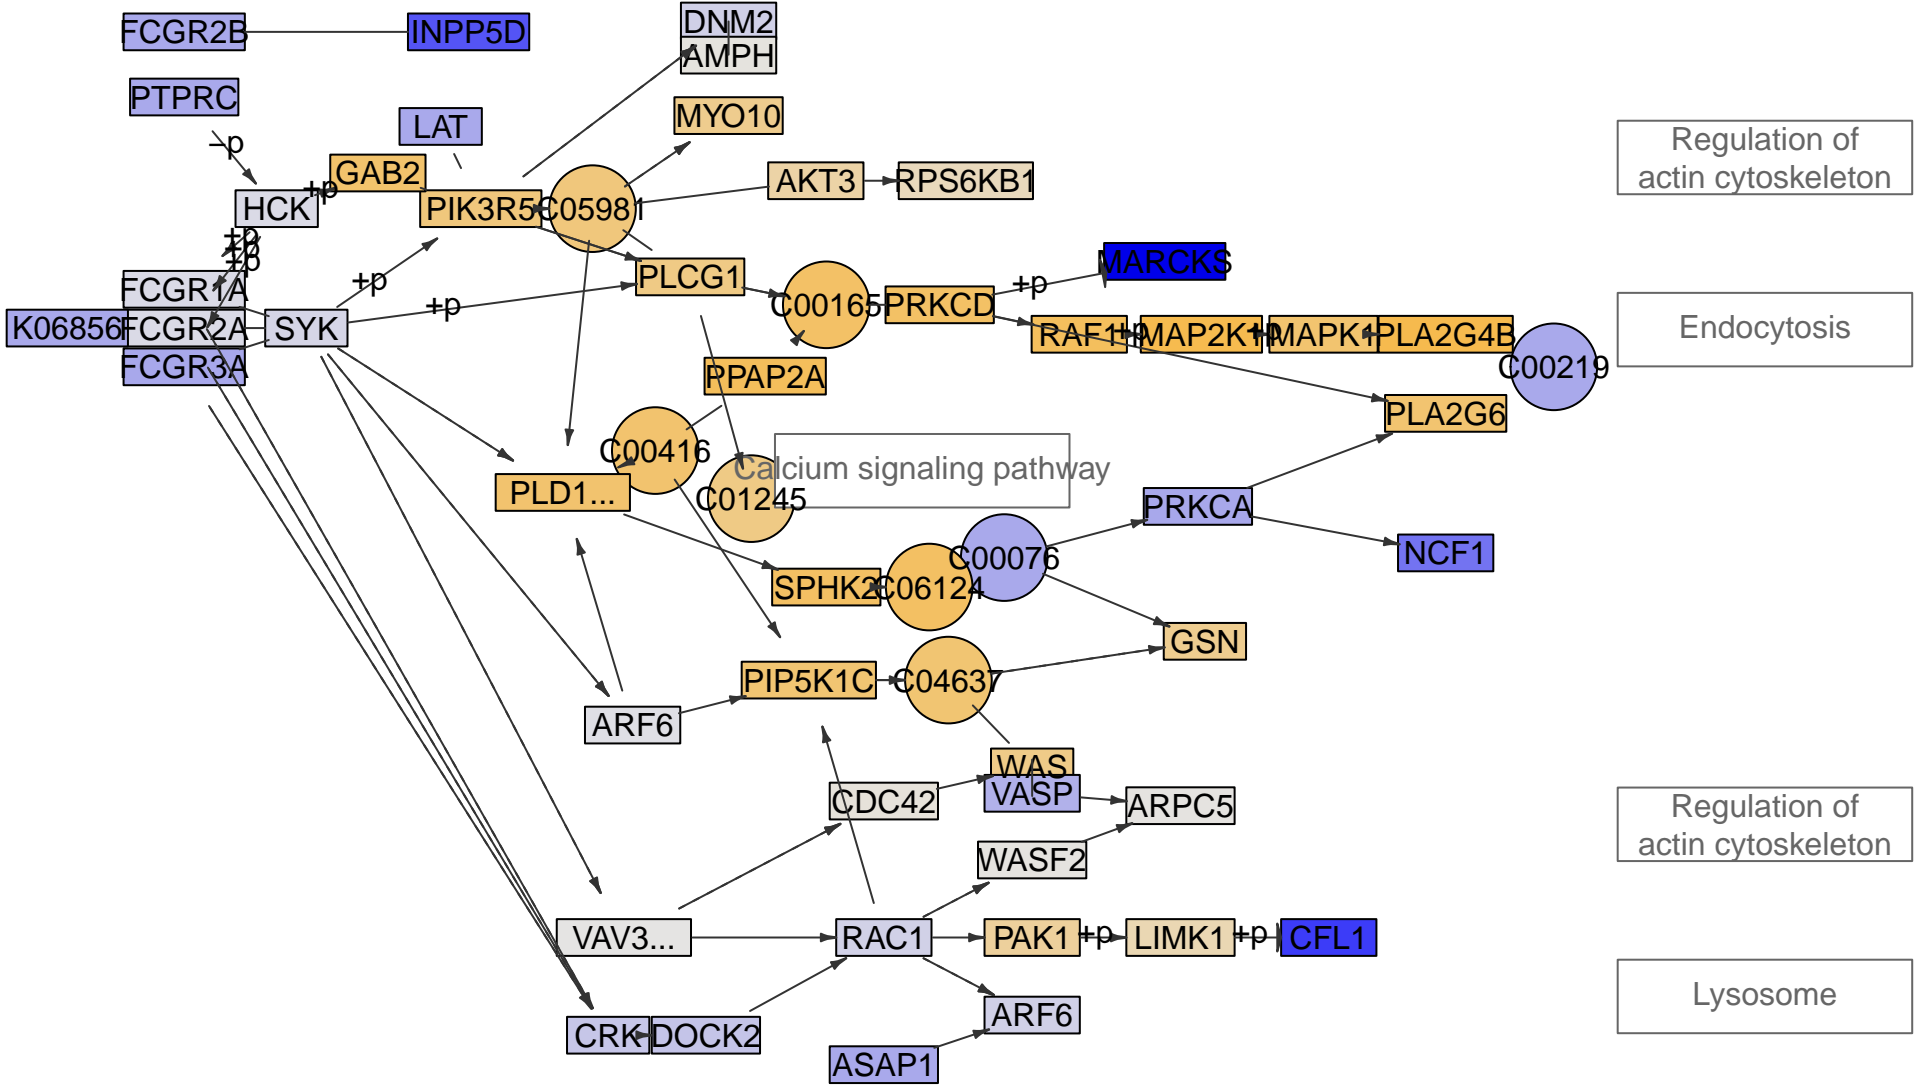 FCGR2B
INPP5D
DNM2
AMPH
PTPRC
LAT
MYO10
–p
GAB2
+p
HCK
PIK3R5
C05981
AKT3
RPS6KB1
Regulation of
actin cytoskeleton
+p
+p
+p
FCGR1A
+p
PLCG1
+p
MARCKS
K06856
FCGR2A
SYK
+p
C00165
PRKCD
RAF1
+p
MAP2K1
+p
MAPK1
PLA2G4B
Endocytosis
FCGR3A
PPAP2A
C00219
PLA2G6
C00416
Calcium signaling pathway
PLD1...
C01245
PRKCA
NCF1
C00076
SPHK2
C06124
GSN
PIP5K1C
C04637
ARF6
WAS
VASP
CDC42
ARPC5
Regulation of
actin cytoskeleton
WASF2
VAV3...
RAC1
PAK1
+p
LIMK1
+p
CFL1
Lysosome
ARF6
CRK
DOCK2
ASAP1